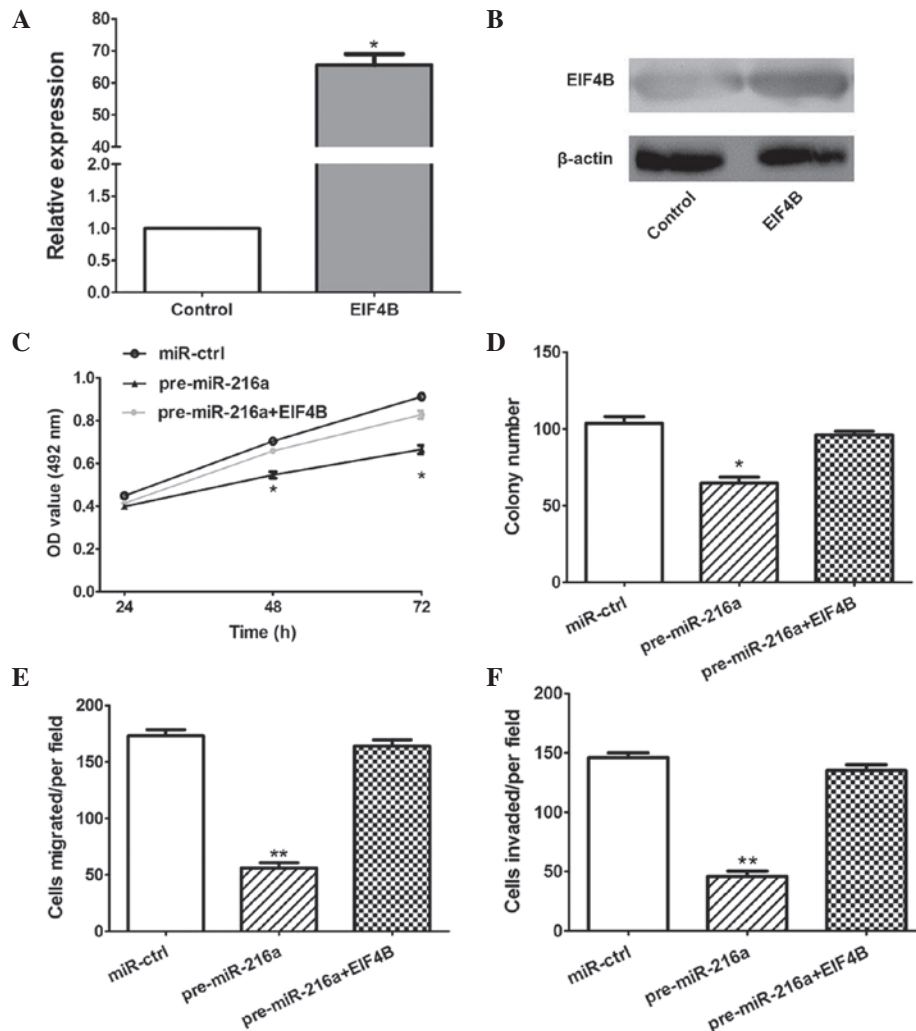 A
Relative expression
80
70
60
50
40
2.0
1.5
1.0
0.5
0.0
*
Control
EIF4B
B
EIF4B
β-actin
Control
EIF4B
C
miR-ctrl
pre-miR-216a
pre-miR-216a+EIF4B
OD value (492 nm)
1.0
0.8
0.6
0.4
0.2
0.0
*
*
24
48
72
Time (h)
D
Colony number
150
100
50
0
*
miR-ctrl
pre-miR-216a
pre-miR-216a+EIF4B
E
Cells migrated/per field
200
150
100
50
0
**
miR-ctrl
pre-miR-216a
pre-miR-216a+EIF4B
F
Cells invaded/per field
200
150
100
50
0
**
miR-ctrl
pre-miR-216a
pre-miR-216a+EIF4B